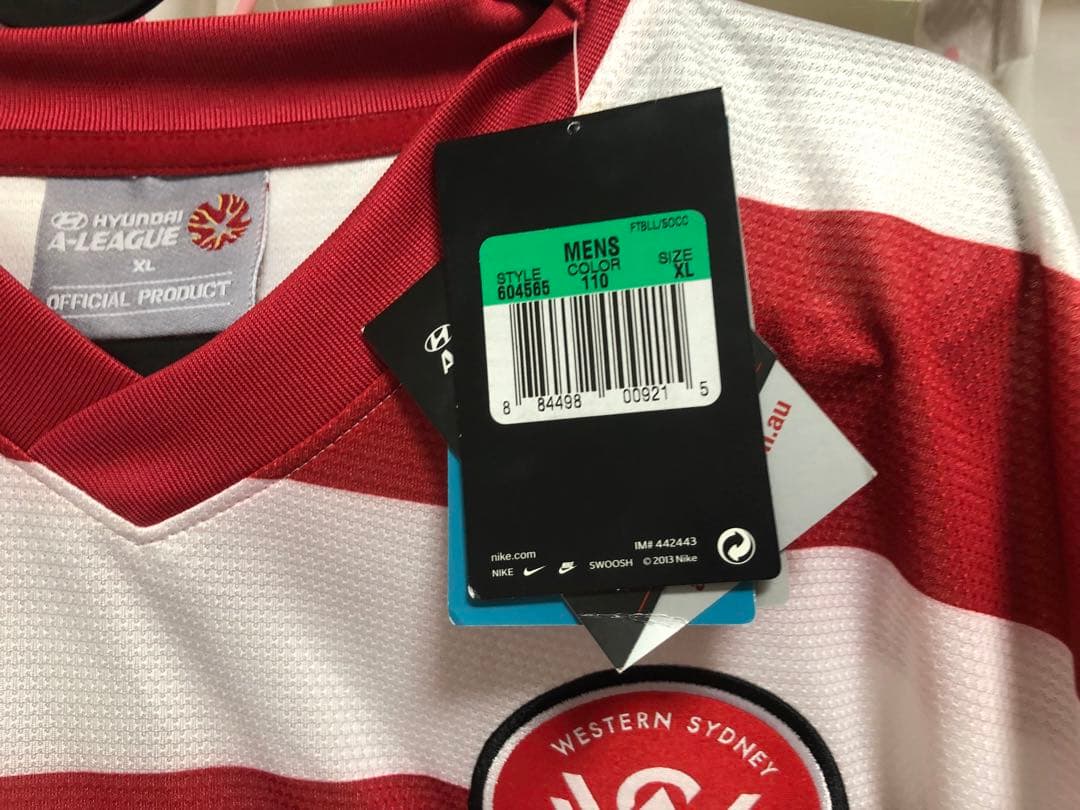 HYUNDAI
A-LEAGUE
XL
OFFICIAL PRODUCT
FTBLL/SOCC
MENS
STYLE COLOR SIZE
604565 110 XL
8 84498 00921 5
nike.com
IM# 442443
NIKE SWOOSH © 2013 Nike
A
.au
WESTERN SYDNEY